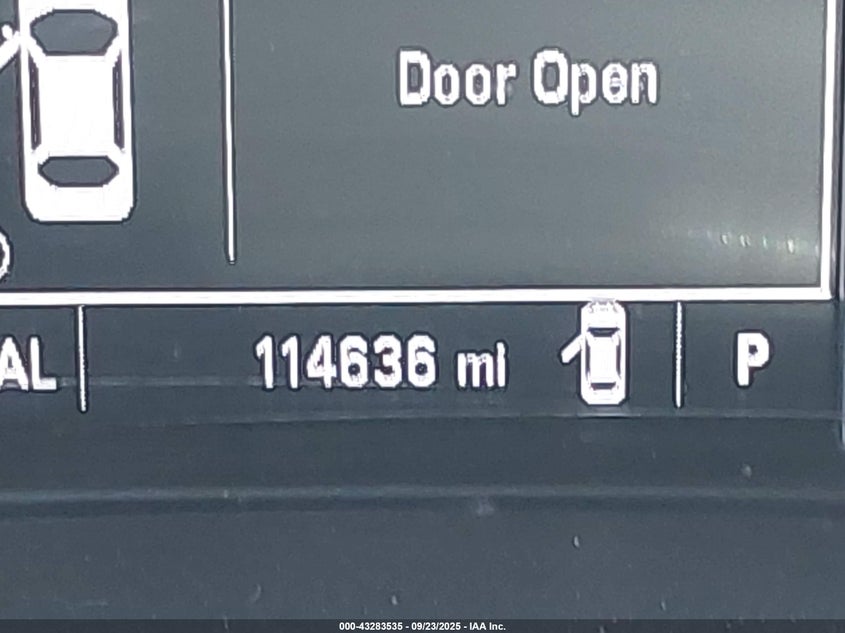 Door Open
AL
114636 mi
P
000-43283535 - 09/23/2025 - IAA Inc.